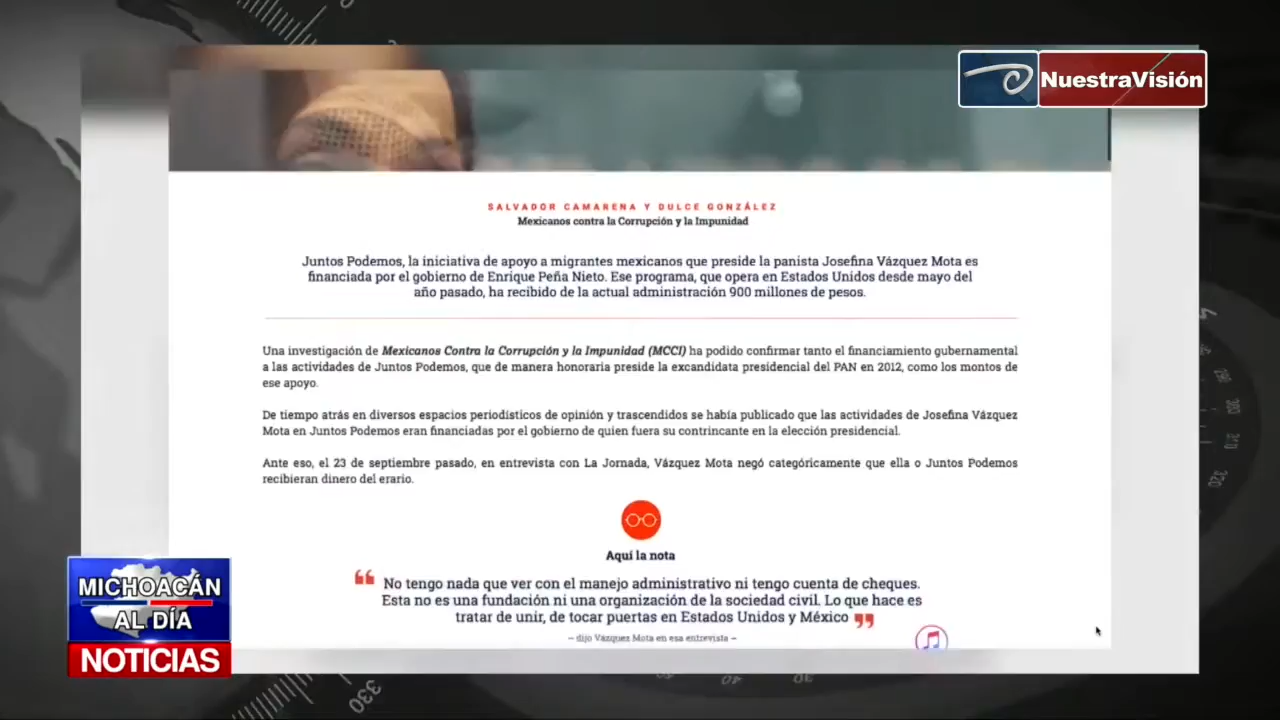 NuestraVisión
SALVADOR CAMARENA Y DULCE GONZÁLEZ
Mexicanos contra la Corrupción y la Impunidad
Juntos Podemos, la iniciativa de apoyo a migrantes mexicanos que preside la panista Josefina Vázquez Mota es
financiada por el gobierno de Enrique Peña Nieto. Ese programa, que opera en Estados Unidos desde mayo del
año pasado, ha recibido de la actual administración 900 millones de pesos.
Una investigación de Mexicanos Contra la Corrupción y la Impunidad (MCCI) ha podido confirmar tanto el financiamiento gubernamental
a las actividades de Juntos Podemos, que de manera honoraria preside la excandidata presidencial del PAN en 2012, como los montos de
ese apoyo.
De tiempo atrás en diversos espacios periodísticos de opinión y trascendidos se había publicado que las actividades de Josefina Vázquez
Mota en Juntos Podemos eran financiadas por el gobierno de quien fuera su contrincante en la elección presidencial.
Ante eso, el 23 de septiembre pasado, en entrevista con La Jornada, Vázquez Mota negó categóricamente que ella o Juntos Podemos
recibieran dinero del erario.
Aquí la nota
“ No tengo nada que ver con el manejo administrativo ni tengo cuenta de cheques.
Esta no es una fundación ni una organización de la sociedad civil. Lo que hace es
tratar de unir, de tocar puertas en Estados Unidos y México ”
– dijo Vázquez Mota en esa entrevista –
MICHOACÁN
AL DÍA
NOTICIAS
330
320